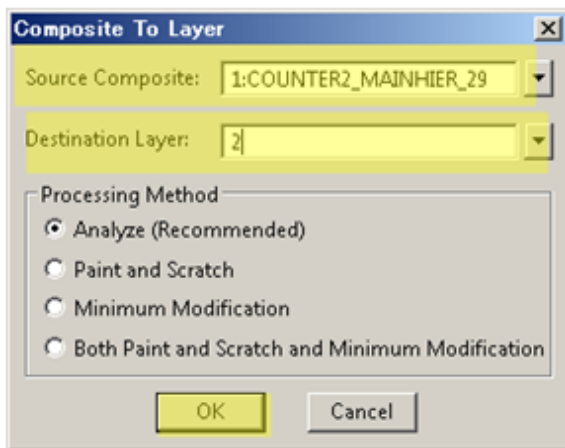 Composite To Layer
Source Composite: 1:COUNTER2_MAINHIER_29
Destination Layer: 2
Processing Method
Analyze (Recommended)
Paint and Scratch
Minimum Modification
Both Paint and Scratch and Minimum Modification
OK Cancel